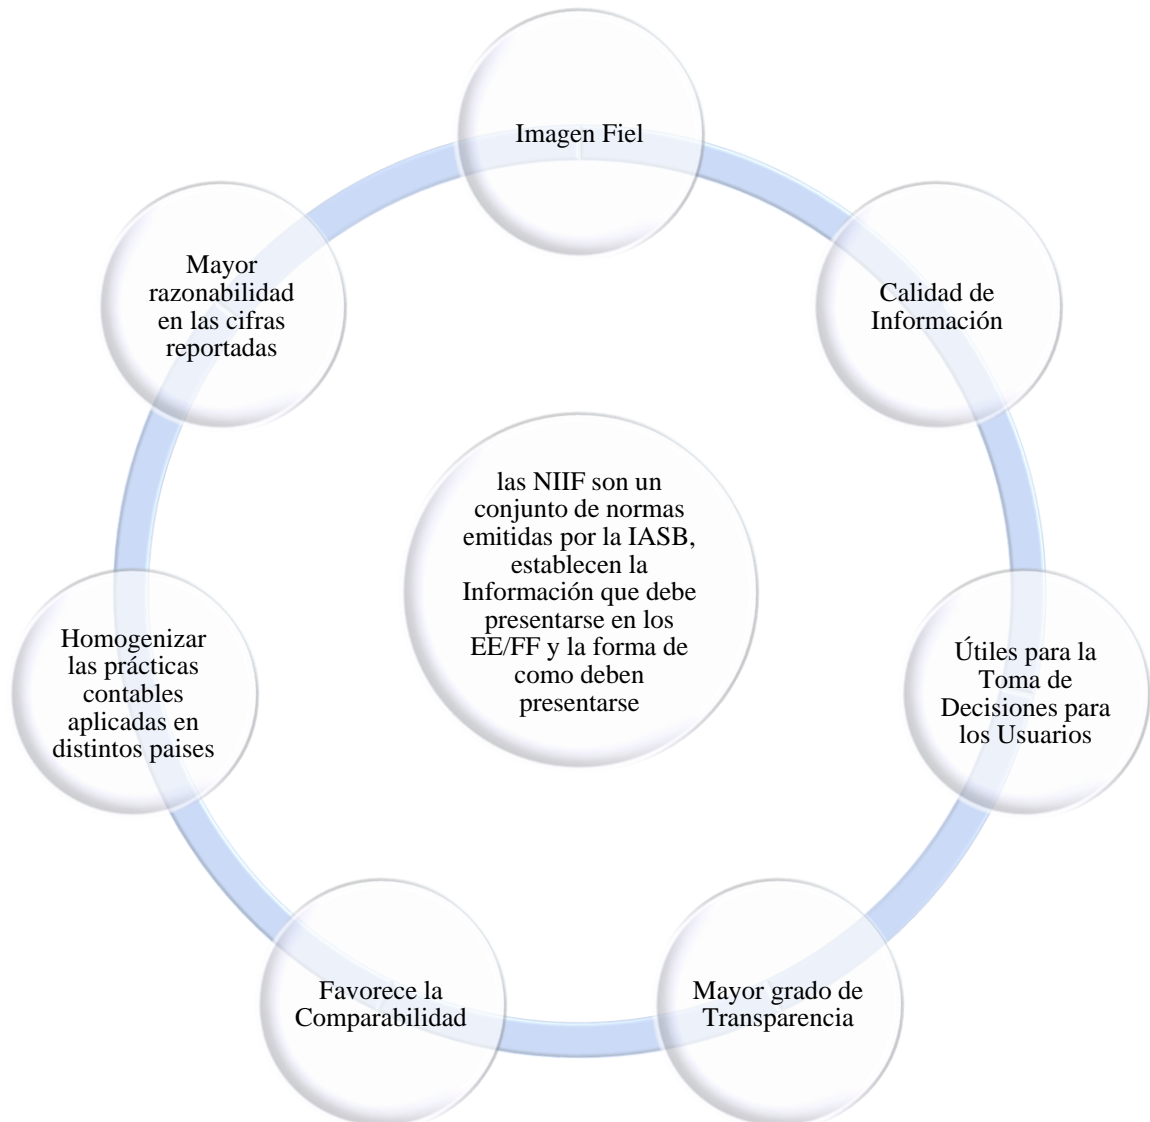 Imagen Fiel
Calidad de
Información
Útiles para la
Toma de
Decisiones para
los Usuarios
Mayor grado de
Transparencia
Favorece la
Comparabilidad
Homogenizar
las prácticas
contables
aplicadas en
distintos paises
Mayor
razonabilidad
en las cifras
reportadas
las NIIF son un
conjunto de normas
emitidas por la IASB,
establecen la
Información que debe
presentarse en los
EE/FF y la forma de
como deben
presentarse